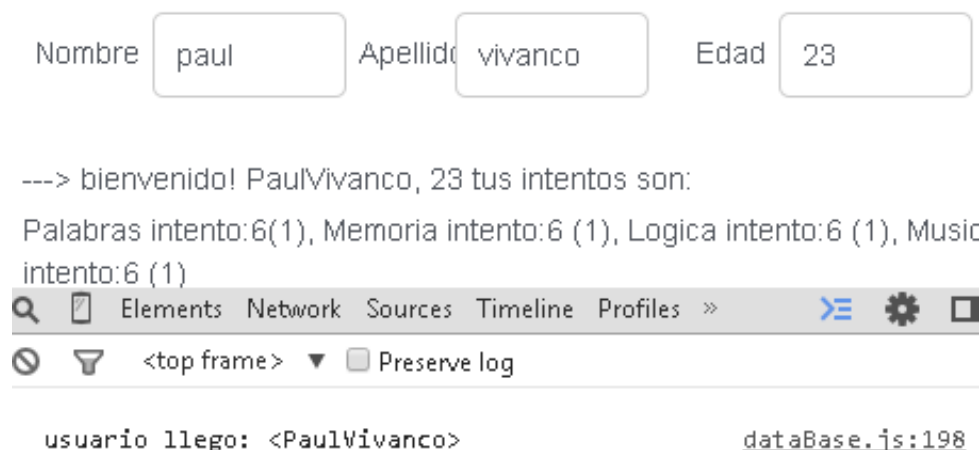 Nombre paul Apellido vivanco Edad 23
---> bienvenido! PaulVivanco, 23 tus intentos son:
Palabras intento:6(1), Memoria intento:6 (1), Logica intento:6 (1), Music
intento:6 (1)
Elements Network Sources Timeline Profiles »
<top frame> ▼ Preserve log
usuario llego: <PaulVivanco> dataBase.js:198